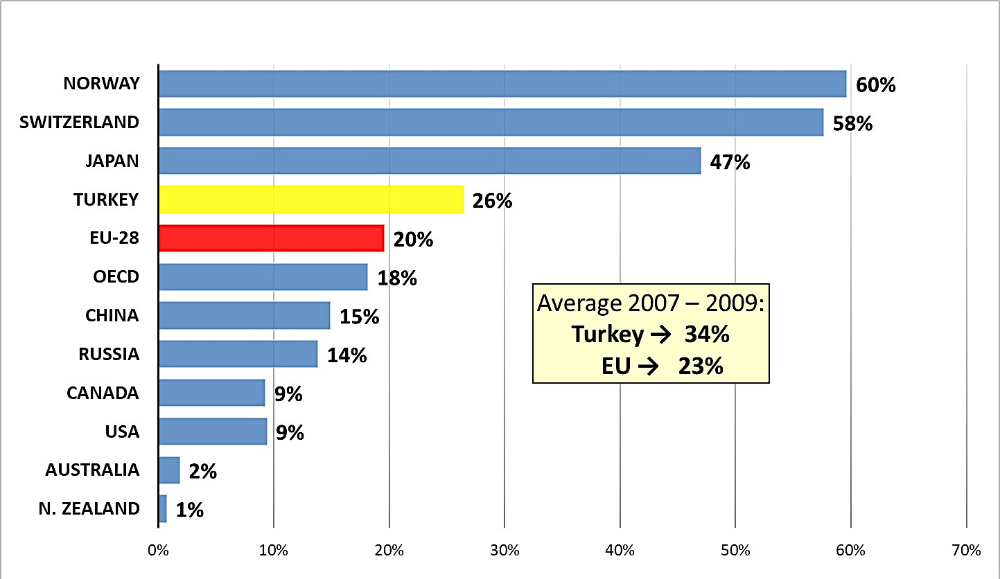 NORWAY 60%
SWITZERLAND 58%
JAPAN 47%
TURKEY 26%
EU-28 20%
OECD 18%
CHINA 15%
RUSSIA 14%
CANADA 9%
USA 9%
AUSTRALIA 2%
N. ZEALAND 1%
Average 2007 – 2009:
Turkey → 34%
EU → 23%
0% 10% 20% 30% 40% 50% 60% 70%